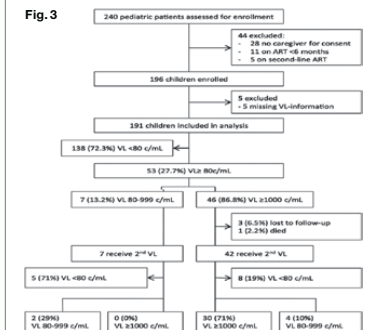 Fig. 3
240 pediatric patients assessed for enrollment
44 excluded:
- 28 no caregiver for consent
- 11 on ART <6 months
- 5 on second-line ART
196 children enrolled
5 excluded
- 5 missing VL-information
191 children included in analysis
138 (72.3%) VL <80 c/mL
53 (27.7%) VL≥ 80c/mL
7 (13.2%) VL 80-999 c/mL
46 (86.8%) VL ≥1000 c/mL
3 (6.5%) lost to follow-up
1 (2.2%) died
7 receive 2nd VL
42 receive 2nd VL
5 (71%) VL <80 c/mL
8 (19%) VL <80 c/mL
2 (29%)
VL 80-999 c/mL
0 (0%)
VL ≥1000 c/mL
30 (71%)
VL ≥1000 c/mL
4 (10%)
VL 80-999 c/mL